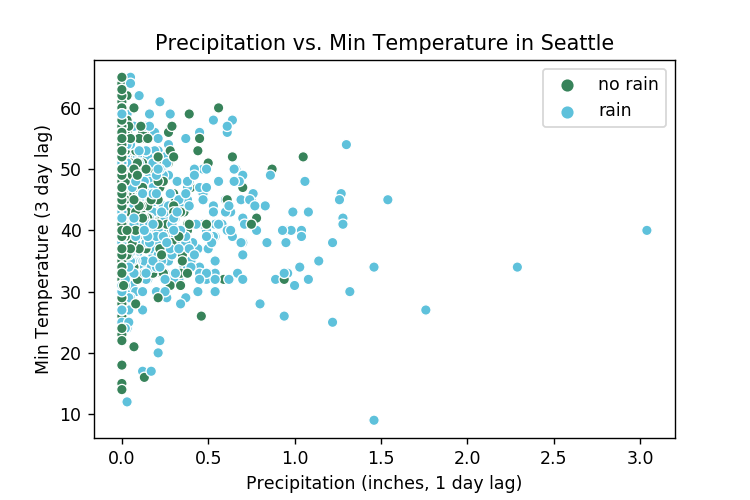 Precipitation vs. Min Temperature in Seattle
no rain
rain
Min Temperature (3 day lag)
60
50
40
30
20
10
0.0 0.5 1.0 1.5 2.0 2.5 3.0
Precipitation (inches, 1 day lag)